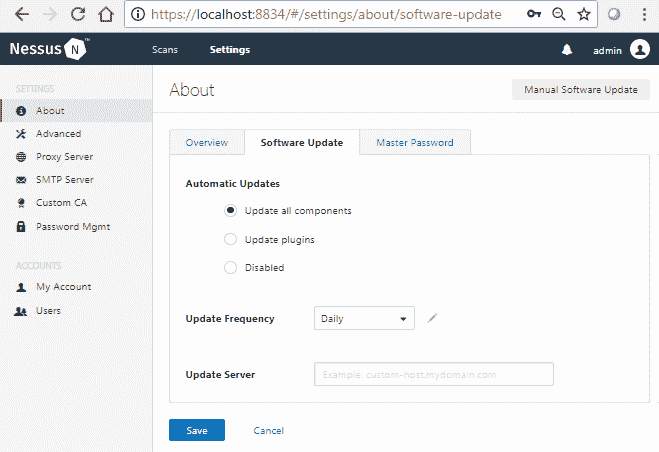 https://localhost:8834/#/settings/about/software-update
Nessus N™ Scans Settings admin
SETTINGS
About
Advanced
Proxy Server
SMTP Server
Custom CA
Password Mgmt
ACCOUNTS
My Account
Users
About Manual Software Update
Overview Software Update Master Password
Automatic Updates
Update all components
Update plugins
Disabled
Update Frequency Daily
Update Server Example: custom-host.mydomain.com
Save Cancel